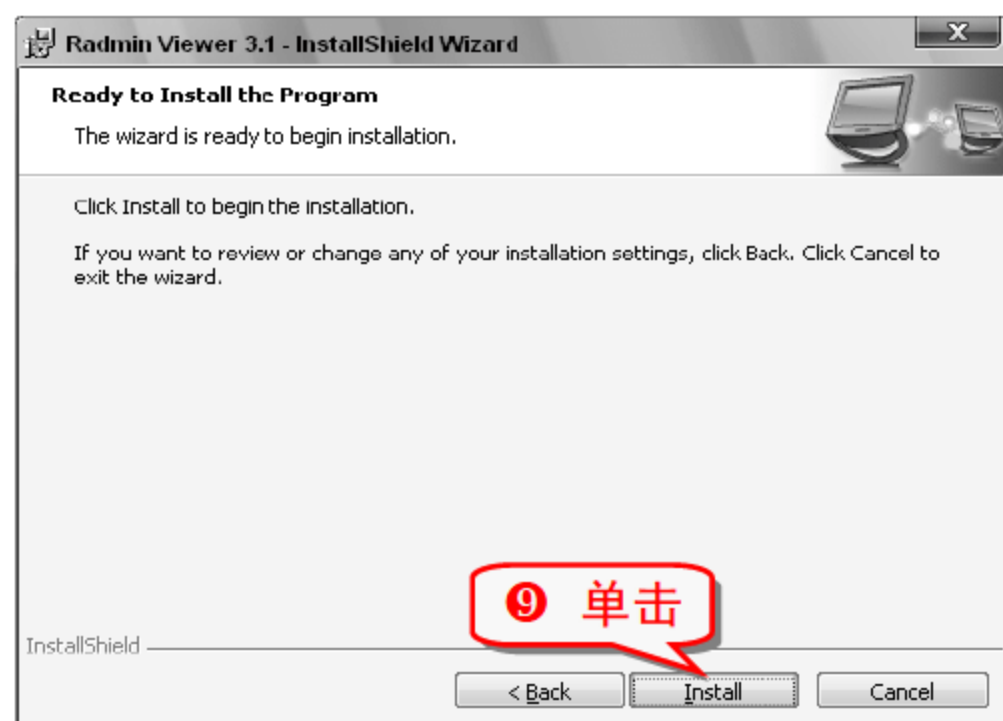 Radmin Viewer 3.1 - InstallShield Wizard
Ready to Install the Program
The wizard is ready to begin installation.
Click Install to begin the installation.
If you want to review or change any of your installation settings, click Back. Click Cancel to
exit the wizard.
❾ 单击
InstallShield
< Back Install Cancel